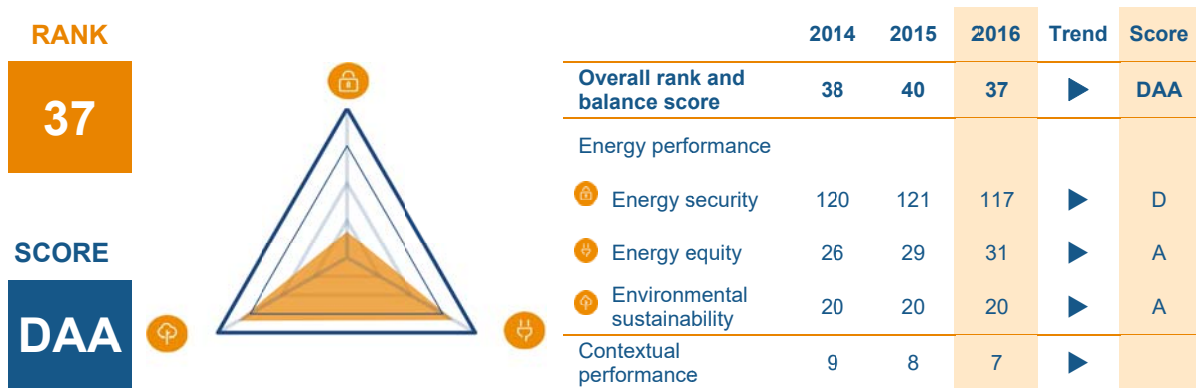 RANK
37
SCORE
DAA
2014 2015 2016 Trend Score
Overall rank and
balance score 38 40 37 DAA
Energy performance
Energy security 120 121 117 D
Energy equity 26 29 31 A
Environmental
sustainability 20 20 20 A
Contextual
performance 9 8 7